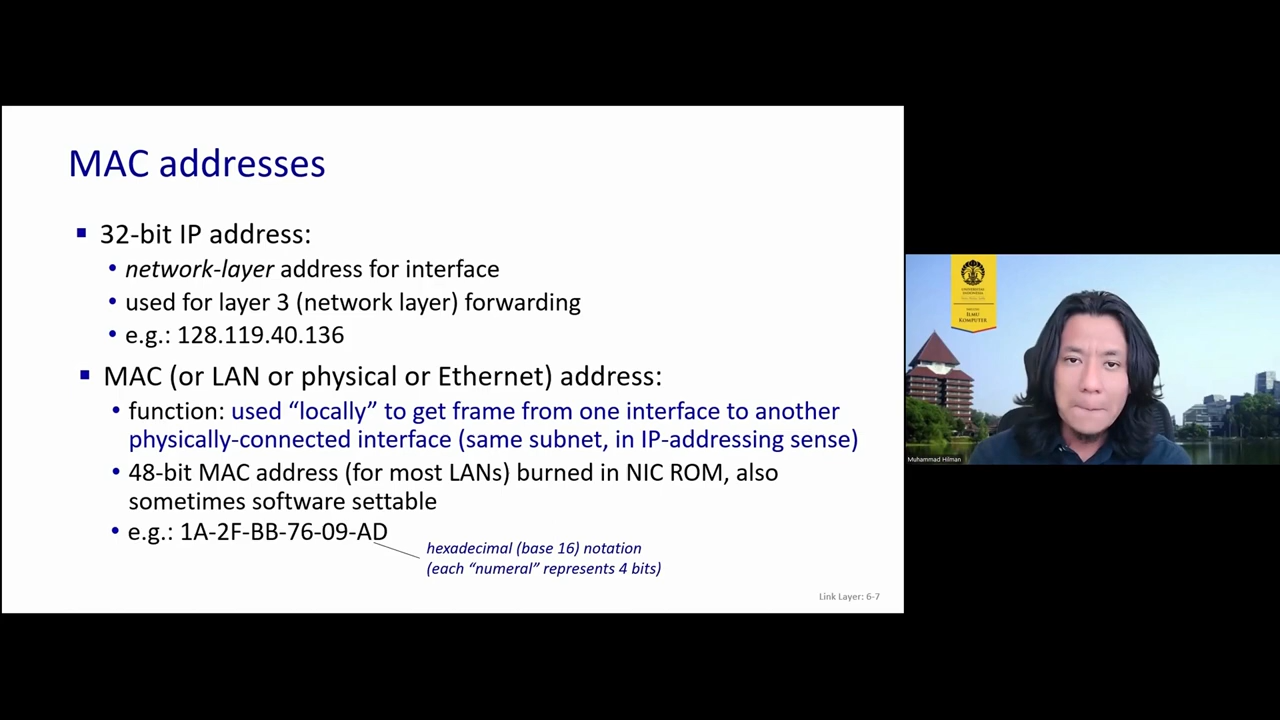 MAC addresses
32-bit IP address:
network-layer address for interface
used for layer 3 (network layer) forwarding
e.g.: 128.119.40.136
MAC (or LAN or physical or Ethernet) address:
function: used “locally” to get frame from one interface to another
physically-connected interface (same subnet, in IP-addressing sense)
48-bit MAC address (for most LANs) burned in NIC ROM, also
sometimes software settable
e.g.: 1A-2F-BB-76-09-AD
hexadecimal (base 16) notation
(each “numeral” represents 4 bits)
Link Layer: 6-7
UNIVERSITAS
INDONESIA
ILMU
KOMPUTER
Muhammad Hilman